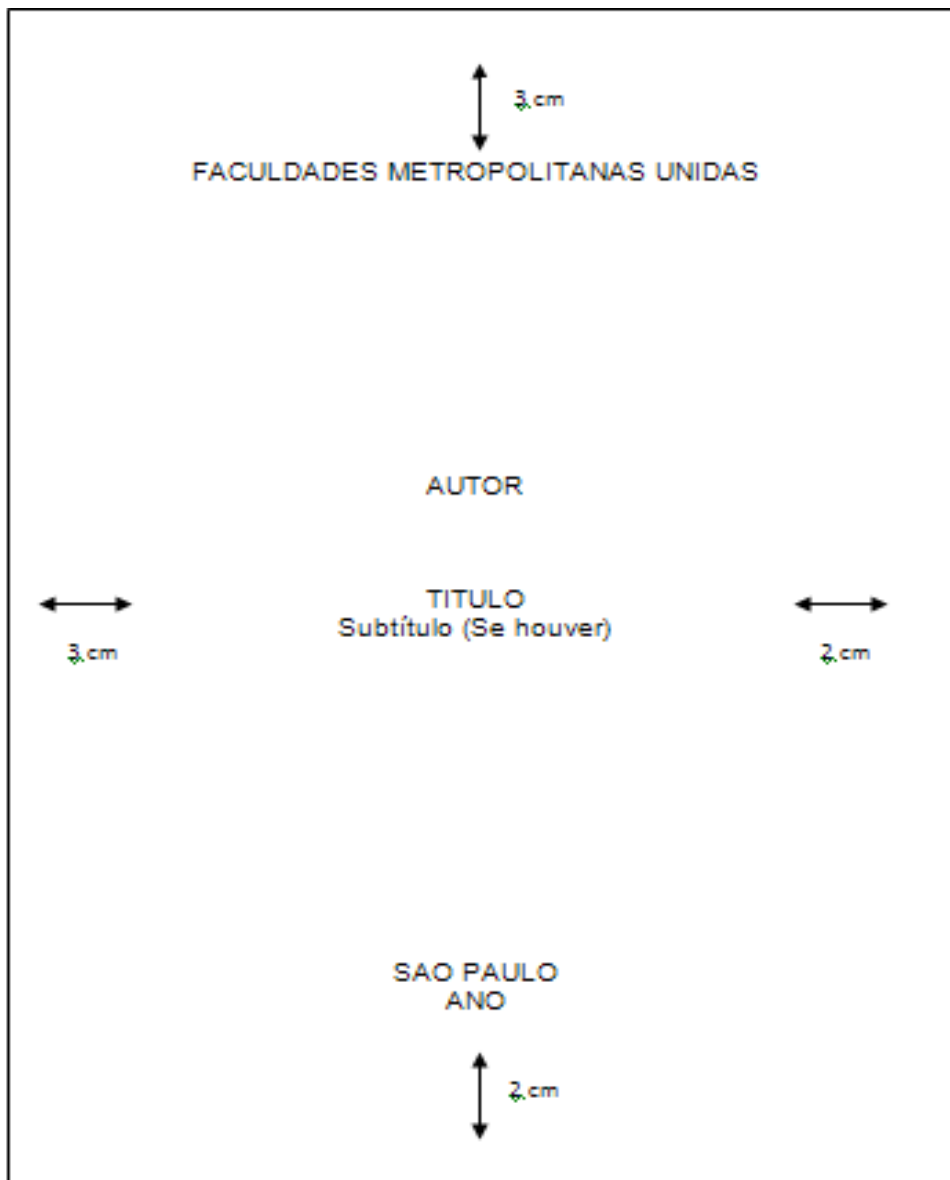 3 cm
FACULDADES METROPOLITANAS UNIDAS
AUTOR
TITULO
Subtítulo (Se houver)
3 cm
2 cm
SAO PAULO
ANO
2 cm